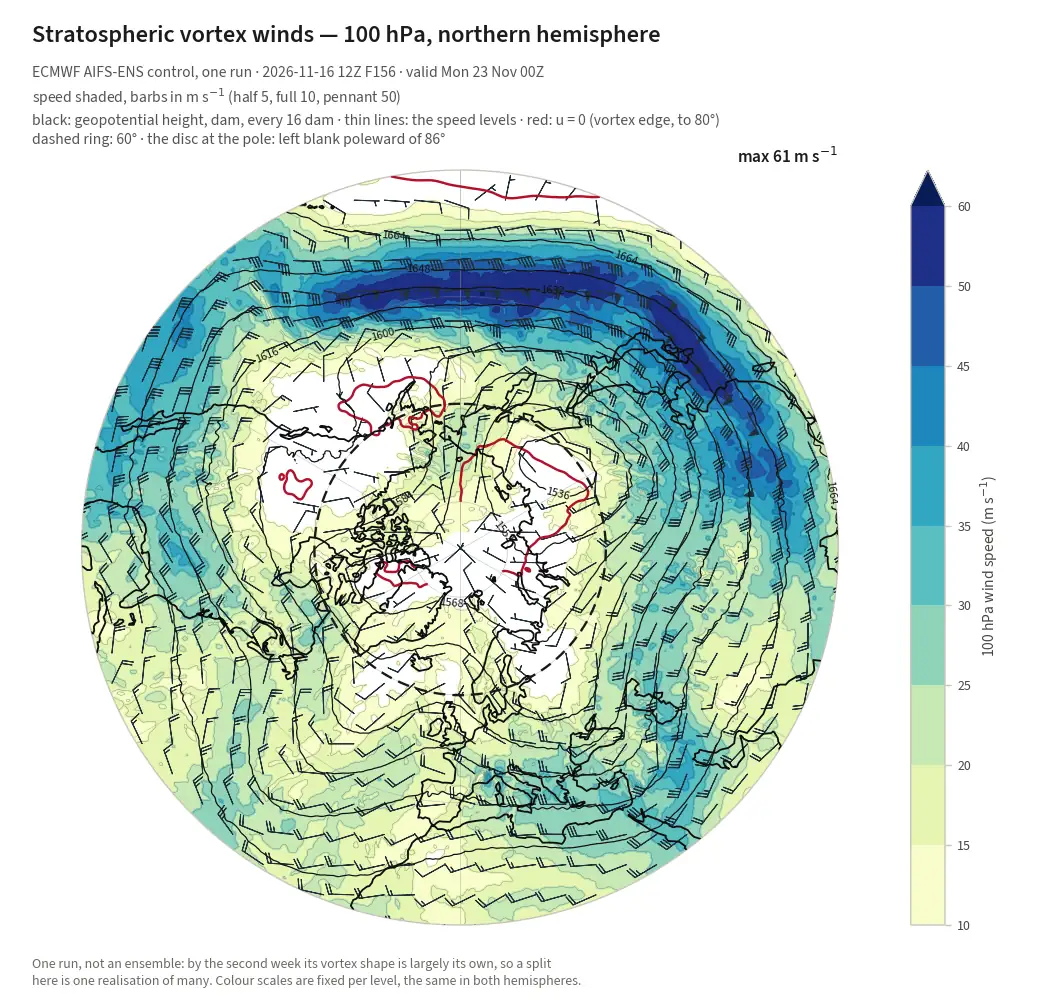 Stratospheric vortex winds — 100 hPa, northern hemisphere
ECMWF AIFS-ENS control, one run · 2026-11-16 12Z F156 · valid Mon 23 Nov 00Z
speed shaded, barbs in m s⁻¹ (half 5, full 10, pennant 50)
black: geopotential height, dam, every 16 dam · thin lines: the speed levels · red: u = 0 (vortex edge, to 80°)
dashed ring: 60° · the disc at the pole: left blank poleward of 86°
max 61 m s⁻¹
1664
1664
1648
1632
1600
1616
1536
1664
1568
60
50
45
40
35
30
25
20
15
10
100 hPa wind speed (m s⁻¹)
One run, not an ensemble: by the second week its vortex shape is largely its own, so a split
here is one realisation of many. Colour scales are fixed per level, the same in both hemispheres.